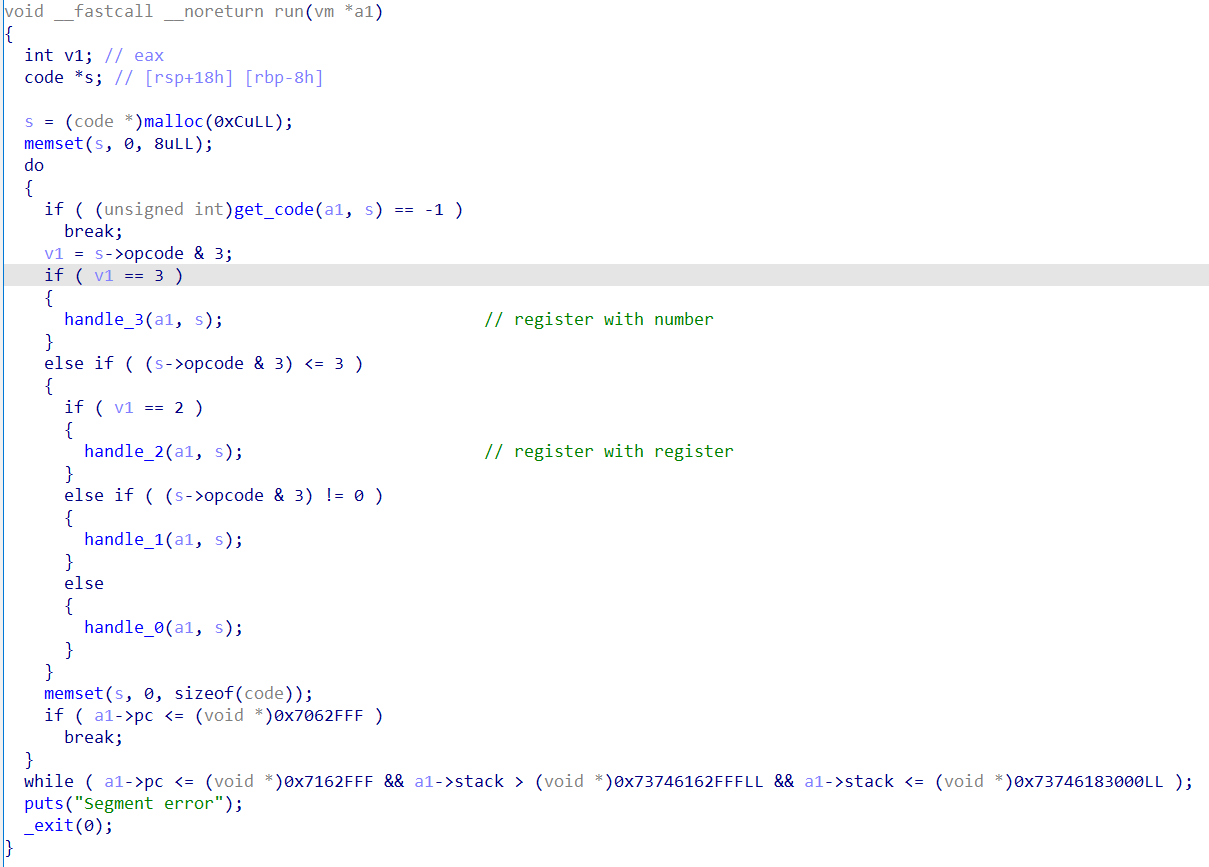 void __fastcall __noreturn run(vm *a1)
{
  int v1; // eax
  code *s; // [rsp+18h] [rbp-8h]

  s = (code *)malloc(0xCuLL);
  memset(s, 0, 8uLL);
  do
  {
    if ( (unsigned int)get_code(a1, s) == -1 )
      break;
    v1 = s->opcode & 3;
    if ( v1 == 3 )
    {
      handle_3(a1, s);                          // register with number
    }
    else if ( (s->opcode & 3) <= 3 )
    {
      if ( v1 == 2 )
      {
        handle_2(a1, s);                        // register with register
      }
      else if ( (s->opcode & 3) != 0 )
      {
        handle_1(a1, s);
      }
      else
      {
        handle_0(a1, s);
      }
    }
    memset(s, 0, sizeof(code));
    if ( a1->pc <= (void *)0x7062FFF )
      break;
  }
  while ( a1->pc <= (void *)0x7162FFF && a1->stack > (void *)0x73746162FFFLL && a1->stack <= (void *)0x73746183000LL );
  puts("Segment error");
  _exit(0);
}